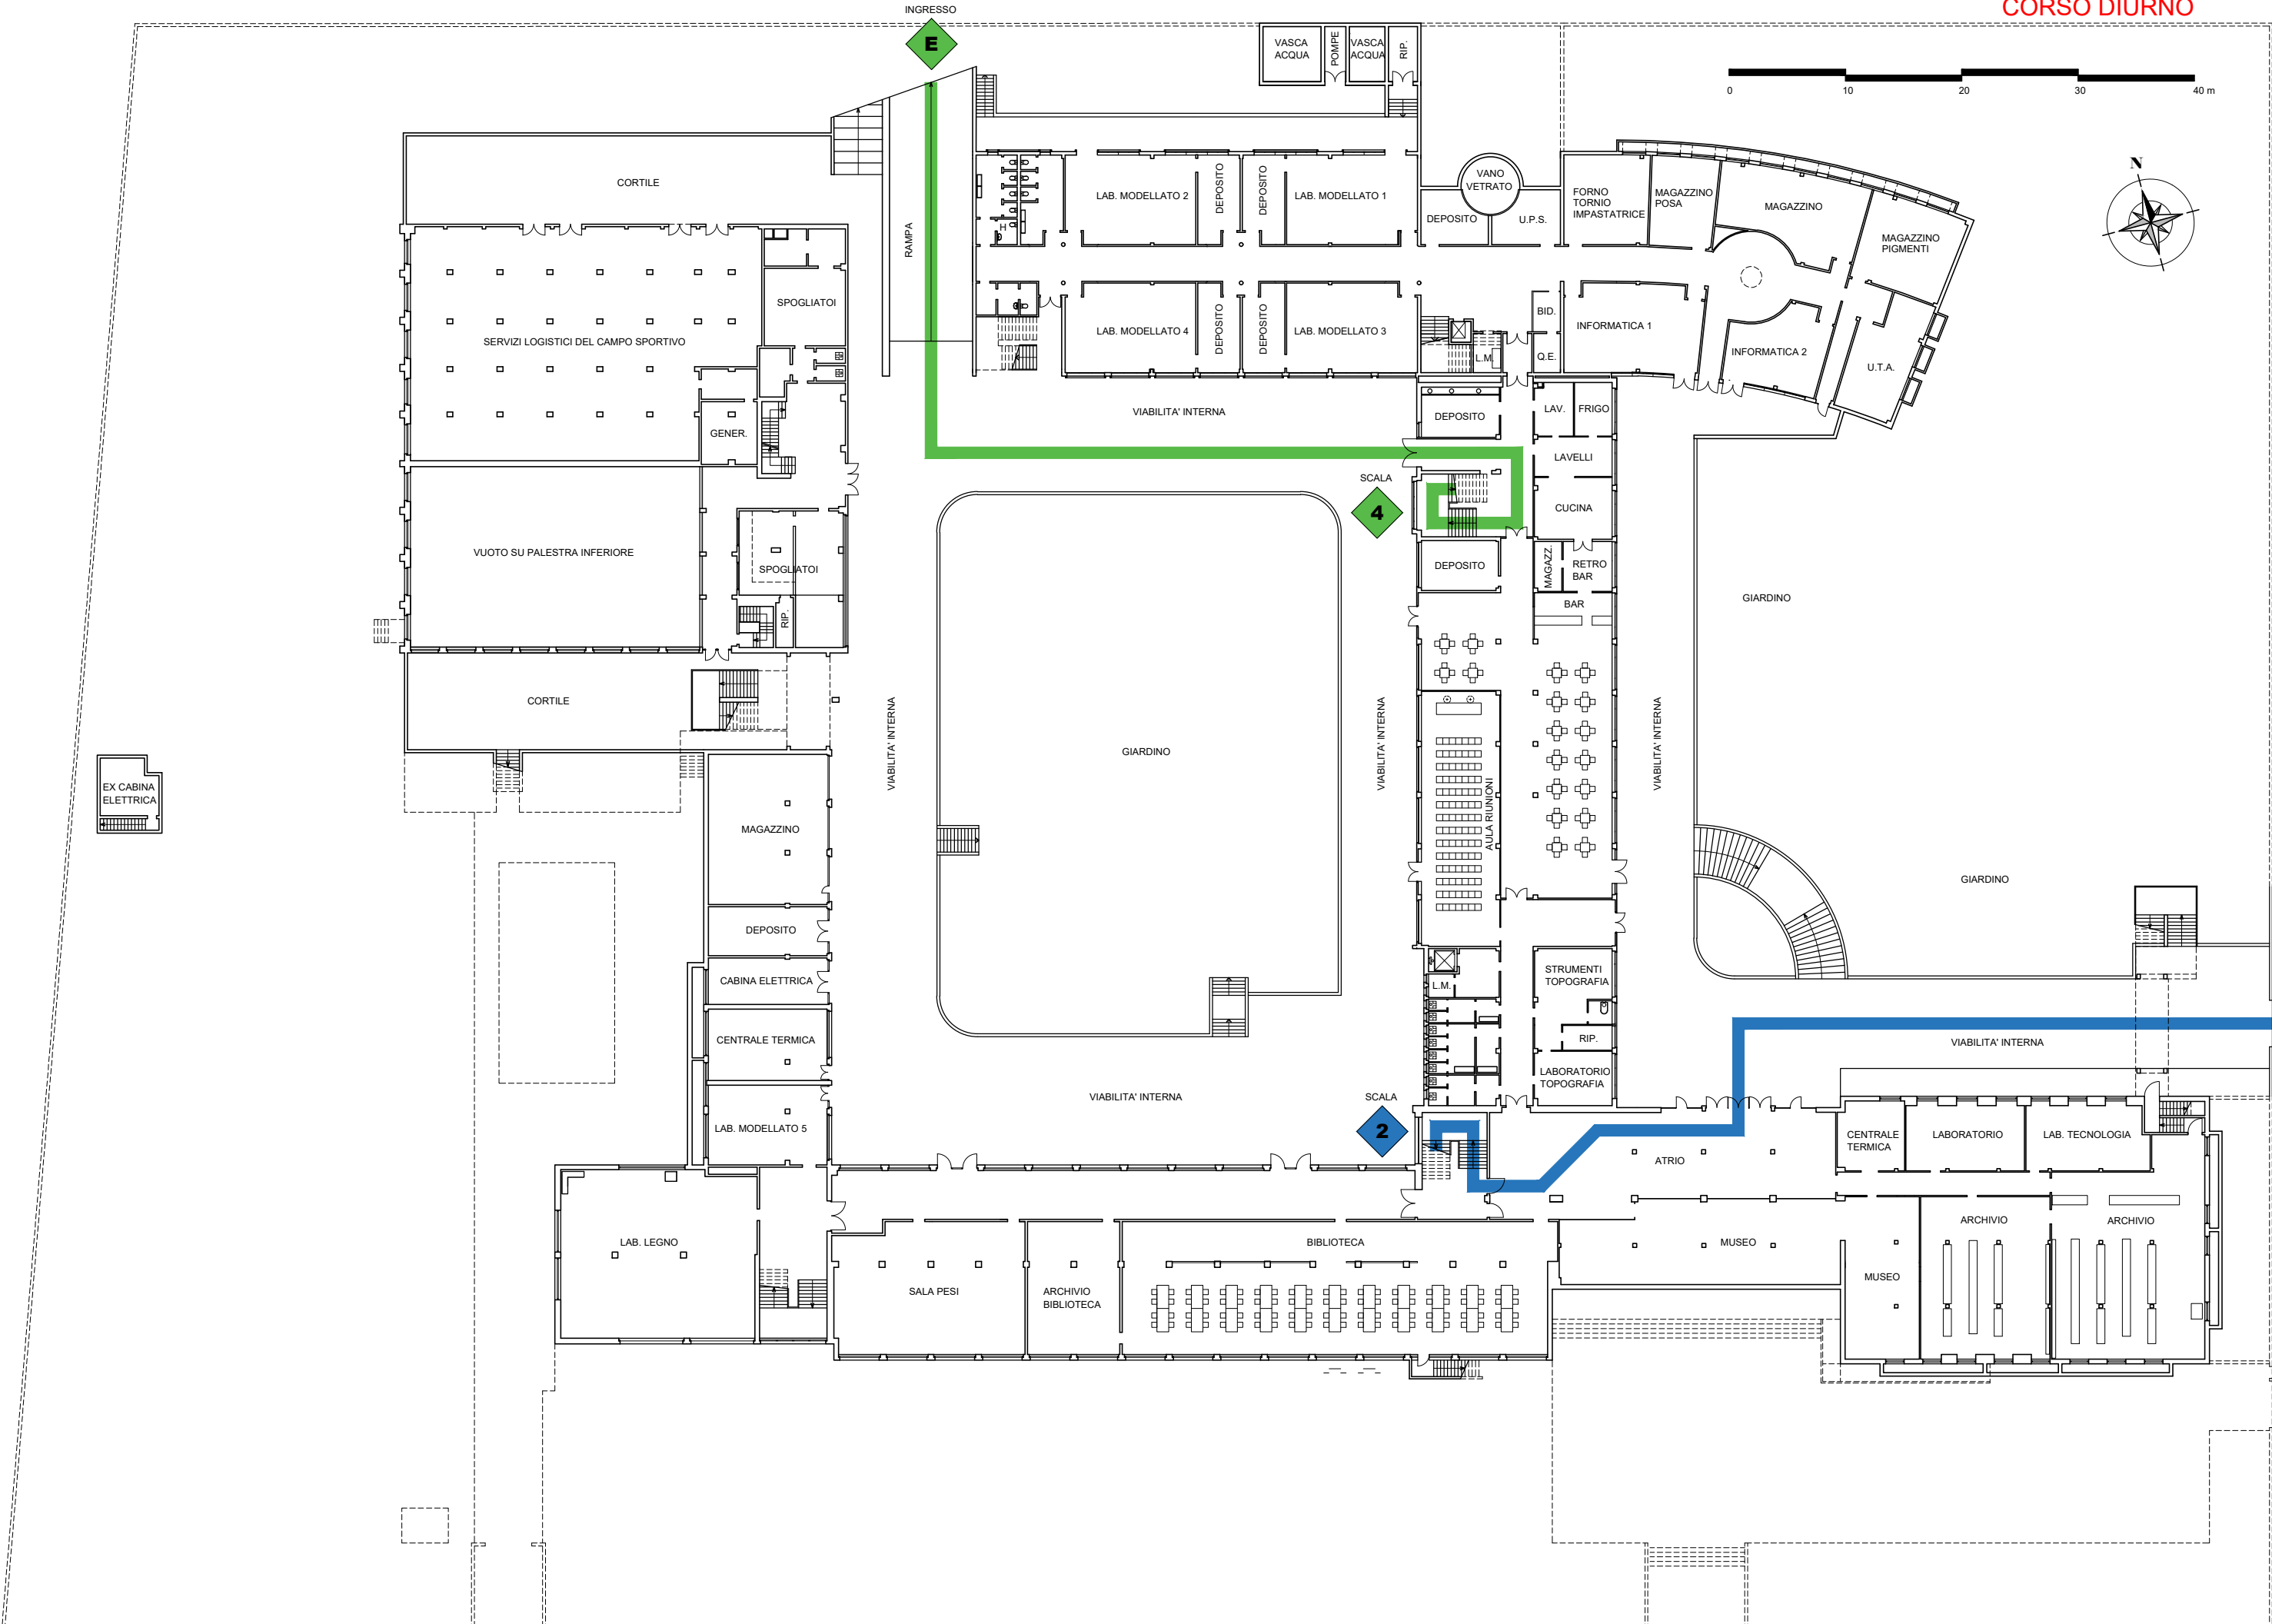 CORSO DIURNO
INGRESSO
E
VASCA
ACQUA
POMPE
VASCA
ACQUA
RIP.
0 10 20 30 40 m
N
CORTILE
RAMPA
H
LAB. MODELLATO 2
DEPOSITO
DEPOSITO
LAB. MODELLATO 1
VANO
VETRATO
DEPOSITO
U.P.S.
FORNO
TORNIO
IMPASTATRICE
MAGAZZINO
POSA
MAGAZZINO
MAGAZZINO
PIGMENTI
SPOGLIATOI
SERVIZI LOGISTICI DEL CAMPO SPORTIVO
LAB. MODELLATO 4
DEPOSITO
DEPOSITO
LAB. MODELLATO 3
L.M.
BID.
Q.E.
INFORMATICA 1
INFORMATICA 2
U.T.A.
GENER.
VIABILITA' INTERNA
DEPOSITO
LAV.
FRIGO
LAVELLI
SCALA
4
CUCINA
VUOTO SU PALESTRA INFERIORE
SPOGLIATOI
RIP.
DEPOSITO
MAGAZZ.
RETRO
BAR
BAR
GIARDINO
CORTILE
VIABILITA' INTERNA
GIARDINO
VIABILITA' INTERNA
AULA RIUNIONI
VIABILITA' INTERNA
EX CABINA
ELETTRICA
MAGAZZINO
GIARDINO
DEPOSITO
CABINA ELETTRICA
L.M.
STRUMENTI
TOPOGRAFIA
CENTRALE TERMICA
RIP.
VIABILITA' INTERNA
LABORATORIO
TOPOGRAFIA
VIABILITA' INTERNA
SCALA
2
LAB. MODELLATO 5
ATRIO
CENTRALE
TERMICA
LABORATORIO
LAB. TECNOLOGIA
LAB. LEGNO
BIBLIOTECA
MUSEO
ARCHIVIO
ARCHIVIO
SALA PESI
ARCHIVIO
BIBLIOTECA
MUSEO